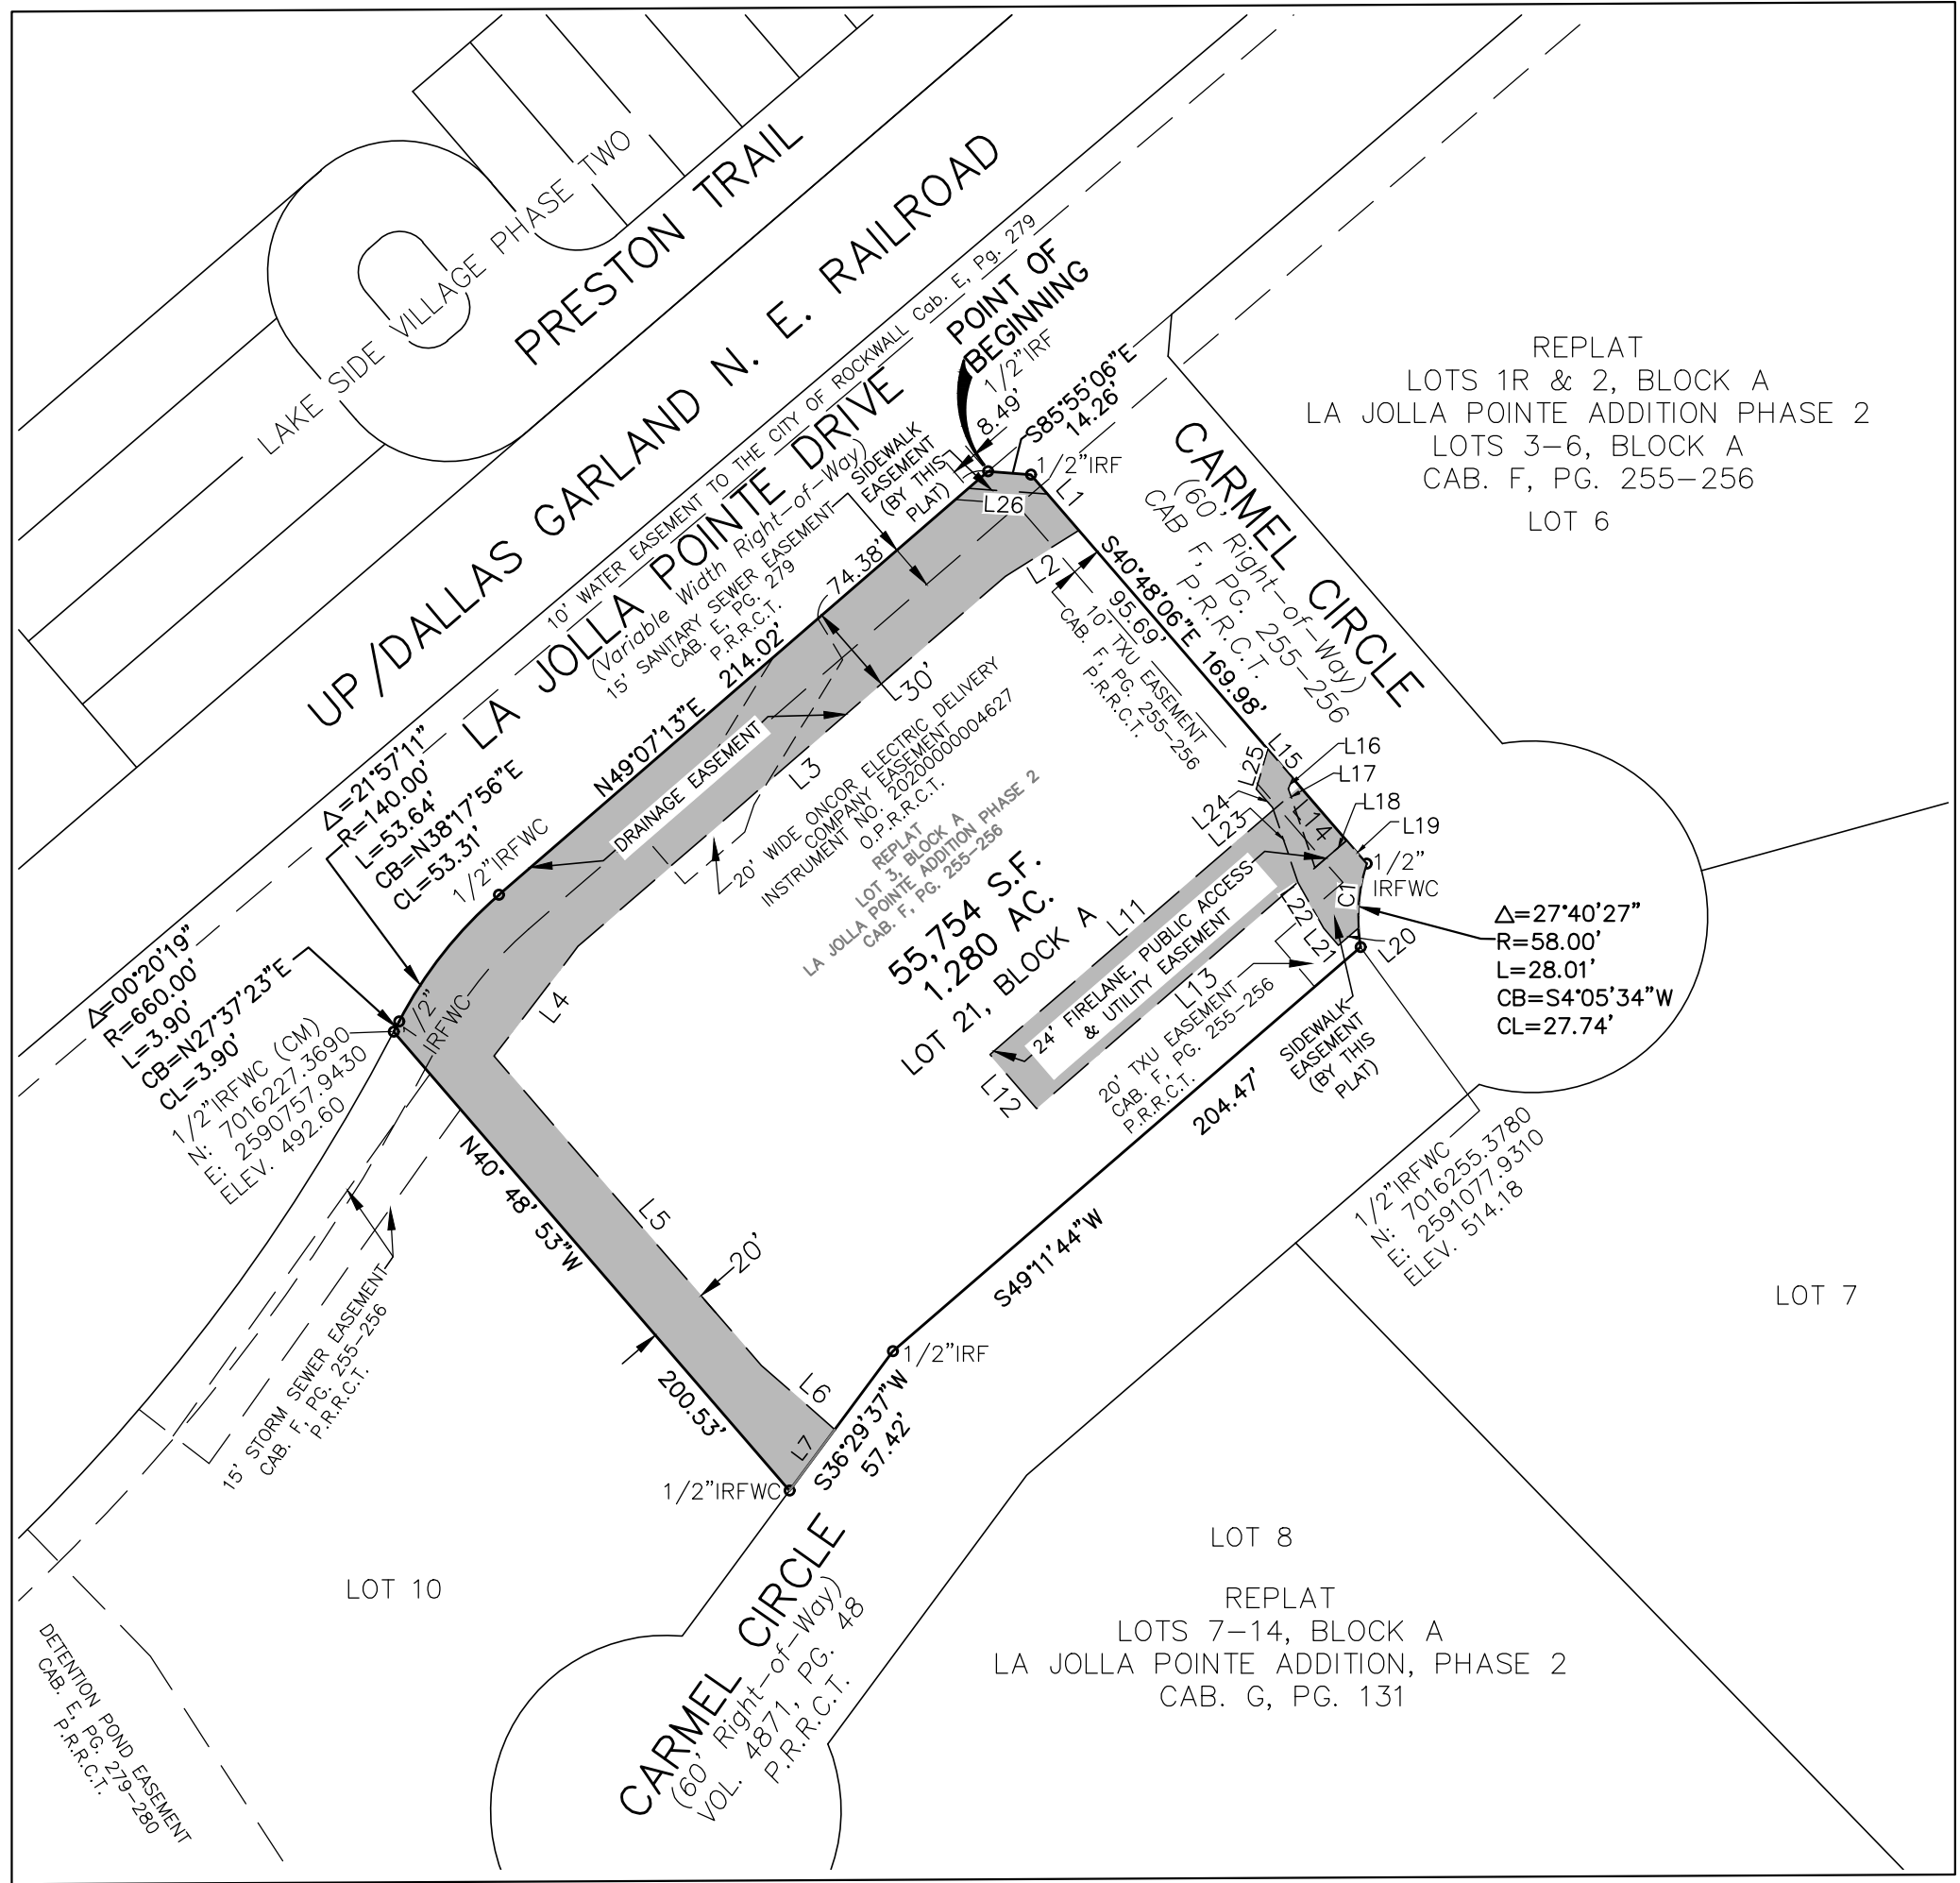 LAKE SIDE VILLAGE PHASE TWO
PRESTON TRAIL
UP/DALLAS GARLAND N. E. RAILROAD
10' WATER EASEMENT TO THE CITY OF ROCKWALL Cab. E, Pg. 279
LA JOLLA POINTE DRIVE
(Variable Width Right-of-Way)
15' SANITARY SEWER EASEMENT
CAB. E, PG. 279
P.R.R.C.T.
SIDEWALK
EASEMENT
(BY THIS
PLAT)
POINT OF
BEGINNING
1/2"IRF
8.49'
S85°55'06"E
14.26'
1/2"IRF
L1
L26
L2
74.38'
N49°07'13"E 214.02'
30'
DRAINAGE EASEMENT
L3
CARMEL CIRCLE
(60' Right-of-Way)
CAB F, PG. 255-256
P.R.R.C.T.
S40°48'06"E 169.98'
95.69'
10' TXU EASEMENT
CAB. F, PG. 255-256
P.R.R.C.T.
REPLAT
LOTS 1R & 2, BLOCK A
LA JOLLA POINTE ADDITION PHASE 2
LOTS 3-6, BLOCK A
CAB. F, PG. 255-256
LOT 6
Δ=21°57'11"
R=140.00'
L=53.64'
CB=N38°17'56"E
CL=53.31'
1/2"IRFWC
Δ=00°20'19"
R=660.00'
L=3.90'
CB=N27°37'23"E
CL=3.90'
1/2"
IRFWC
1/2"IRFWC (CM)
N: 7016227.3690
E: 2590757.9430
ELEV. 492.60
20' WIDE ONCOR ELECTRIC DELIVERY
COMPANY EASEMENT
INSTRUMENT NO. 20200000004627
O.P.R.R.C.T.
REPLAT
LOT 3, BLOCK A
LA JOLLA POINTE ADDITION PHASE 2
CAB. F, PG. 255-256
55,754 S.F.
1.280 AC.
LOT 21, BLOCK A
L15
L16
L17
L18
L19
L25
L24
L23
L14
1/2"
IRFWC
C1
L22
L21
L20
L11
24' FIRELANE, PUBLIC ACCESS
& UTILITY EASEMENT
L13
L12
20' TXU EASEMENT
CAB. F, PG. 255-256
P.R.R.C.T.
SIDEWALK
EASEMENT
(BY THIS
PLAT)
Δ=27°40'27"
R=58.00'
L=28.01'
CB=S4°05'34"W
CL=27.74'
204.47'
S49°11'44"W
1/2"IRFWC
N: 7016255.3780
E: 2591077.9310
ELEV. 514.18
L4
L5
20'
L6
L7
N40° 48' 53"W
200.53'
15' STORM SEWER EASEMENT
CAB. F, PG. 255-256
P.R.R.C.T.
1/2"IRF
S36°29'37"W
57.42'
1/2"IRFWC
LOT 7
LOT 8
REPLAT
LOTS 7-14, BLOCK A
LA JOLLA POINTE ADDITION, PHASE 2
CAB. G, PG. 131
LOT 10
CARMEL CIRCLE
(60' Right-of-Way)
VOL. 4871, PG. 48
P.R.R.C.T.
DETENTION POND EASEMENT
CAB. E, PG. 279-280
P.R.R.C.T.